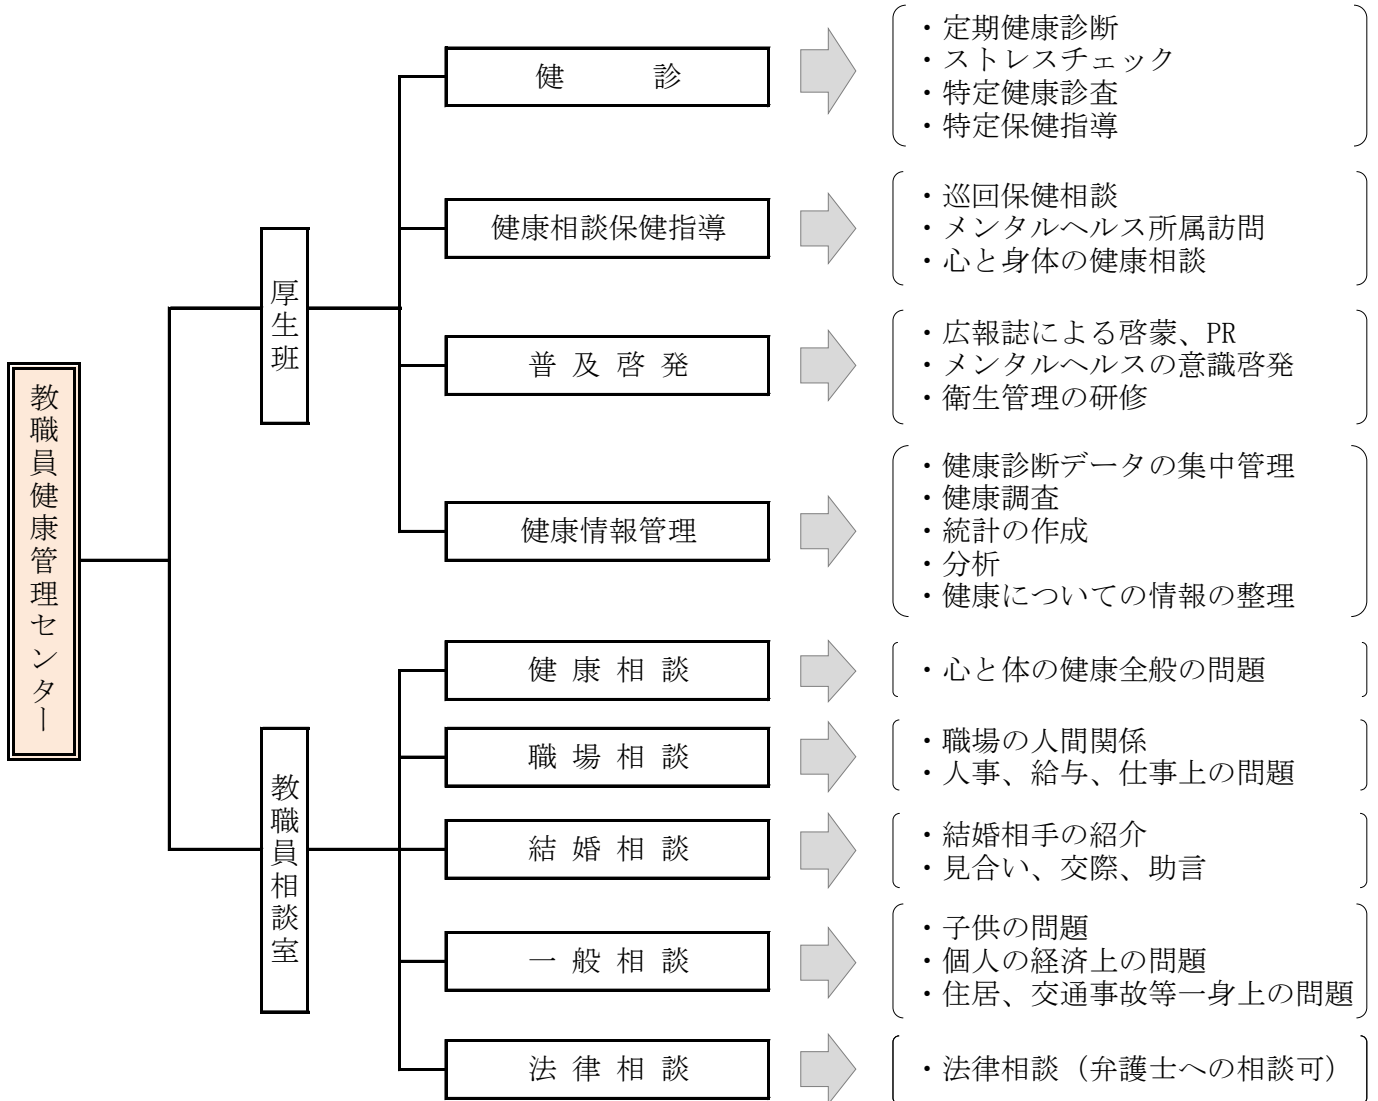 教職員健康管理センター
厚生班
健　　診
・定期健康診断
・ストレスチェック
・特定健康診査
・特定保健指導
健康相談保健指導
・巡回保健相談
・メンタルヘルス所属訪問
・心と身体の健康相談
普 及 啓 発
・広報誌による啓蒙、PR
・メンタルヘルスの意識啓発
・衛生管理の研修
健康情報管理
・健康診断データの集中管理
・健康調査
・統計の作成
・分析
・健康についての情報の整理
教職員相談室
健 康 相 談
・心と体の健康全般の問題
職 場 相 談
・職場の人間関係
・人事、給与、仕事上の問題
結 婚 相 談
・結婚相手の紹介
・見合い、交際、助言
一 般 相 談
・子供の問題
・個人の経済上の問題
・住居、交通事故等一身上の問題
法 律 相 談
・法律相談（弁護士への相談可）